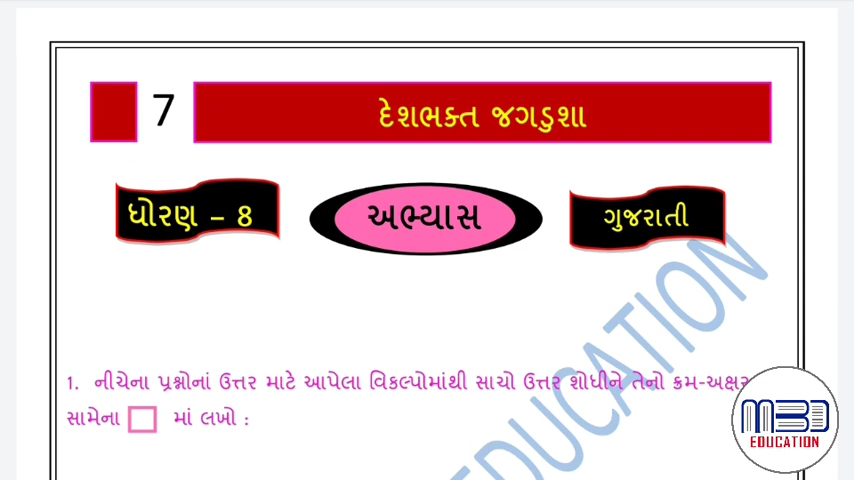 7 દેશભક્ત જગડુશા
ધોરણ – 8 અભ્યાસ ગુજરાતી
1. નીચેના પ્રશ્નોનાં ઉત્તર માટે આપેલા વિકલ્પોમાંથી સાચો ઉત્તર શોધીને તેનો ક્રમ-અક્ષર
સામેના માં લખો :
EDUCATION
MBD
EDUCATION